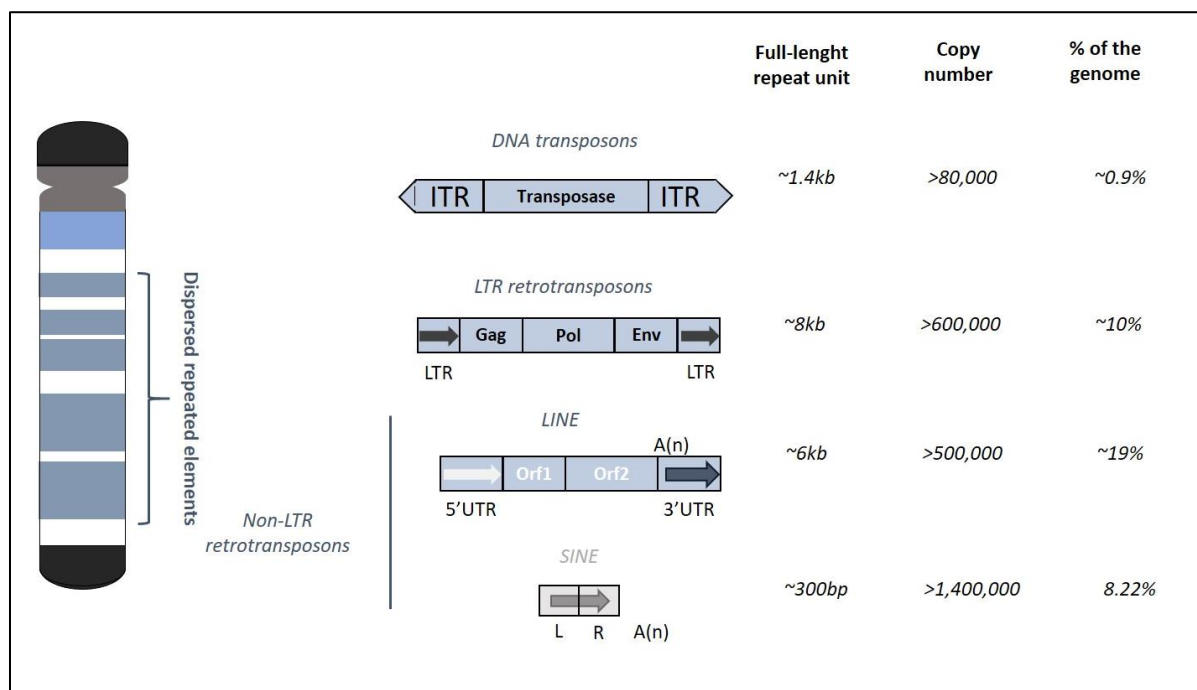 Full-lenght
repeat unit
Copy
number
% of the
genome
DNA transposons
ITR Transposase ITR
~1.4kb
>80,000
~0.9%
LTR retrotransposons
Gag Pol Env
LTR LTR
~8kb
>600,000
~10%
Dispersed repeated elements
Non-LTR
retrotransposons
LINE
A(n)
Orf1 Orf2
5’UTR 3’UTR
~6kb
>500,000
~19%
SINE
L R A(n)
~300bp
>1,400,000
8.22%